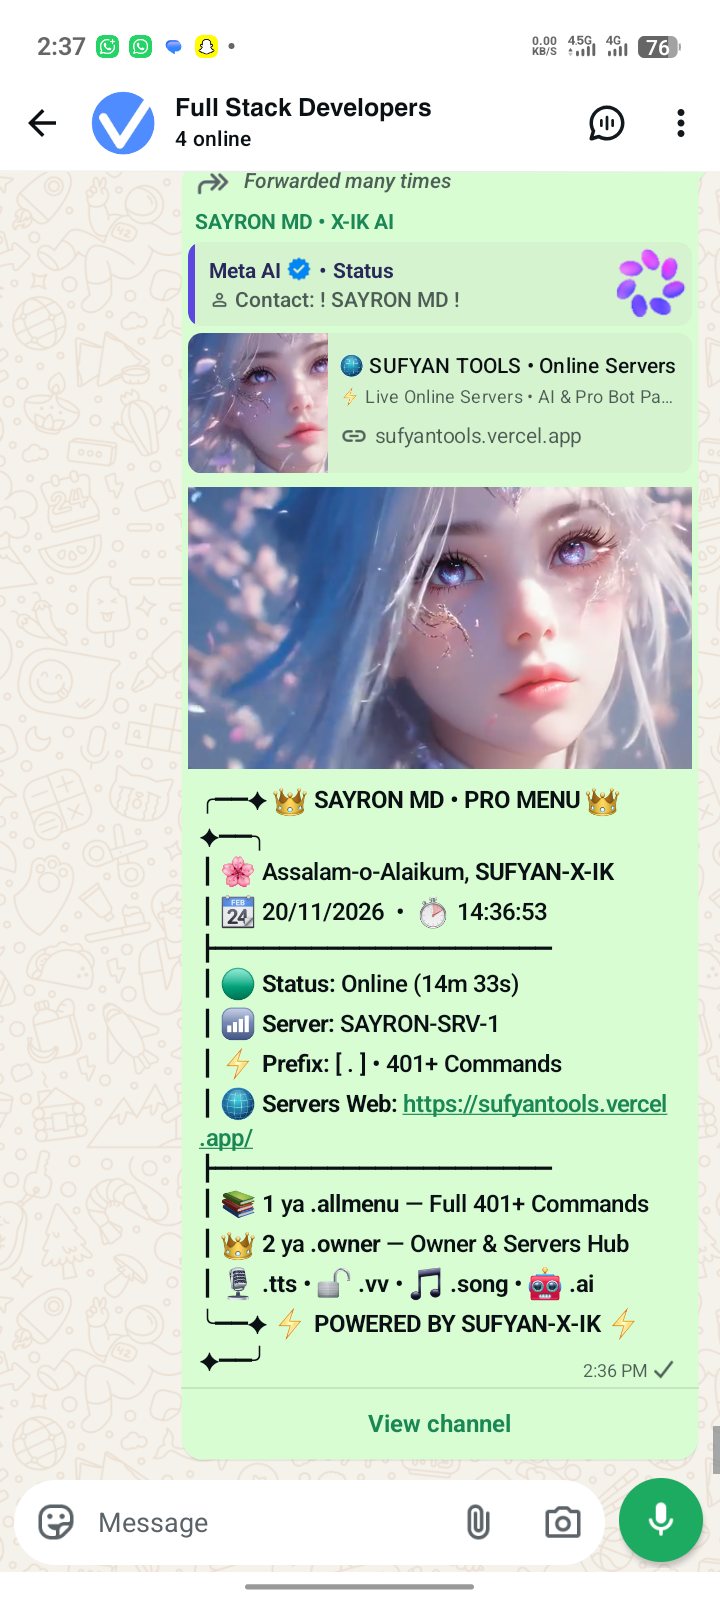 2:37
0.00 KB/S 4.5G 4G 76
Full Stack Developers
4 online
Forwarded many times
SAYRON MD • X-IK AI
Meta AI • Status
Contact: ! SAYRON MD !
🌐 SUFYAN TOOLS • Online Servers
⚡ Live Online Servers • AI & Pro Bot Pa...
sufyantools.vercel.app
╭──✦ 👑 SAYRON MD • PRO MENU 👑
✦──╮
┃ 🌸 Assalam-o-Alaikum, SUFYAN-X-IK
┃ 📆 20/11/2026 • ⏱️ 14:36:53
┣━━━━━━━━━━━━━━━━━━━━
┃ 🟢 Status: Online (14m 33s)
┃ 📶 Server: SAYRON-SRV-1
┃ ⚡ Prefix: [ . ] • 401+ Commands
┃ 🌐 Servers Web: https://sufyantools.vercel
.app/
┣━━━━━━━━━━━━━━━━━━━━
┃ 📚 1 ya .allmenu — Full 401+ Commands
┃ 👑 2 ya .owner — Owner & Servers Hub
┃ 🎙️ .tts • 🔓 .vv • 🎵 .song • 🤖 .ai
╰──✦ ⚡ POWERED BY SUFYAN-X-IK ⚡
✦──╯
2:36 PM
View channel
Message